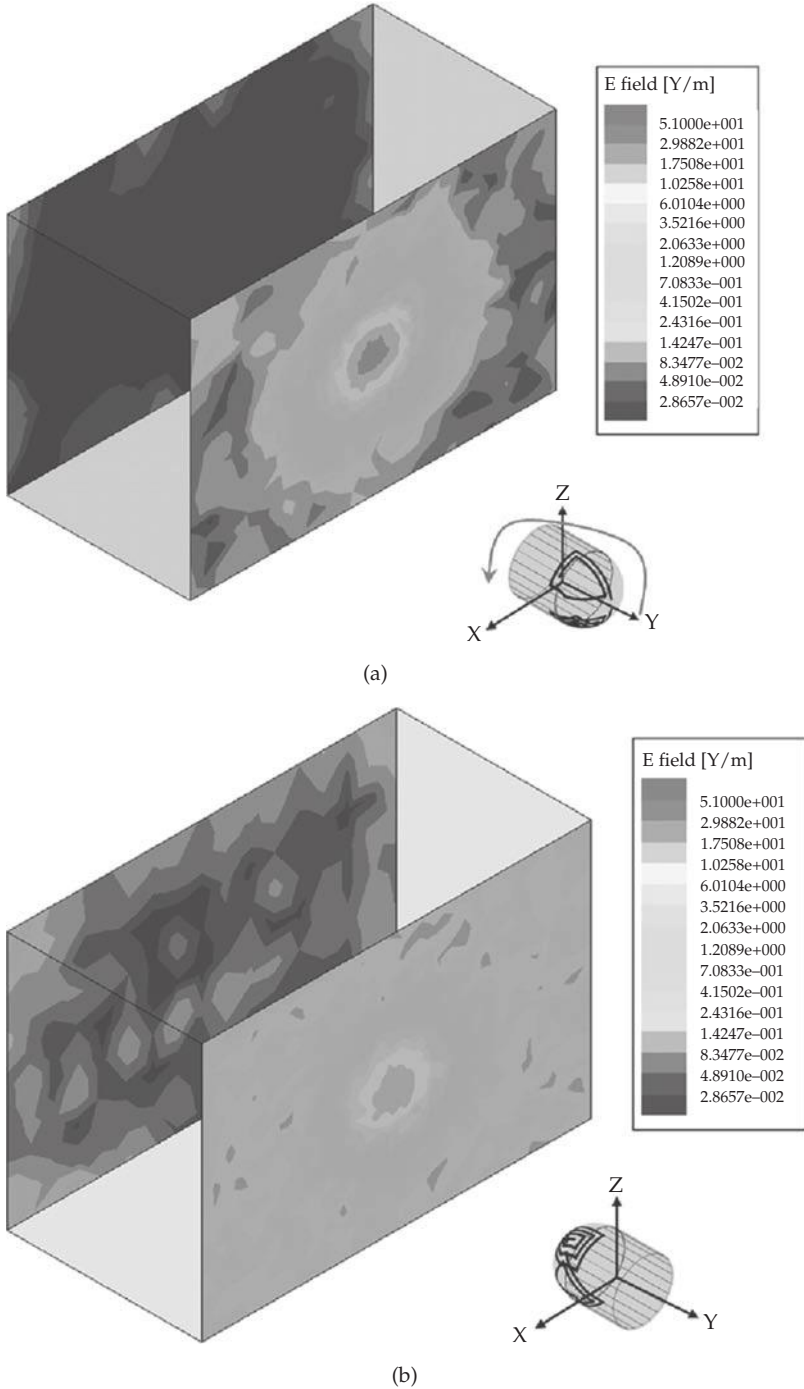 E field [Y/m]
5.1000e+001
2.9882e+001
1.7508e+001
1.0258e+001
6.0104e+000
3.5216e+000
2.0633e+000
1.2089e+000
7.0833e–001
4.1502e–001
2.4316e–001
1.4247e–001
8.3477e–002
4.8910e–002
2.8657e–002
Z
X
Y
(a)
E field [Y/m]
5.1000e+001
2.9882e+001
1.7508e+001
1.0258e+001
6.0104e+000
3.5216e+000
2.0633e+000
1.2089e+000
7.0833e–001
4.1502e–001
2.4316e–001
1.4247e–001
8.3477e–002
4.8910e–002
2.8657e–002
Z
X
Y
(b)